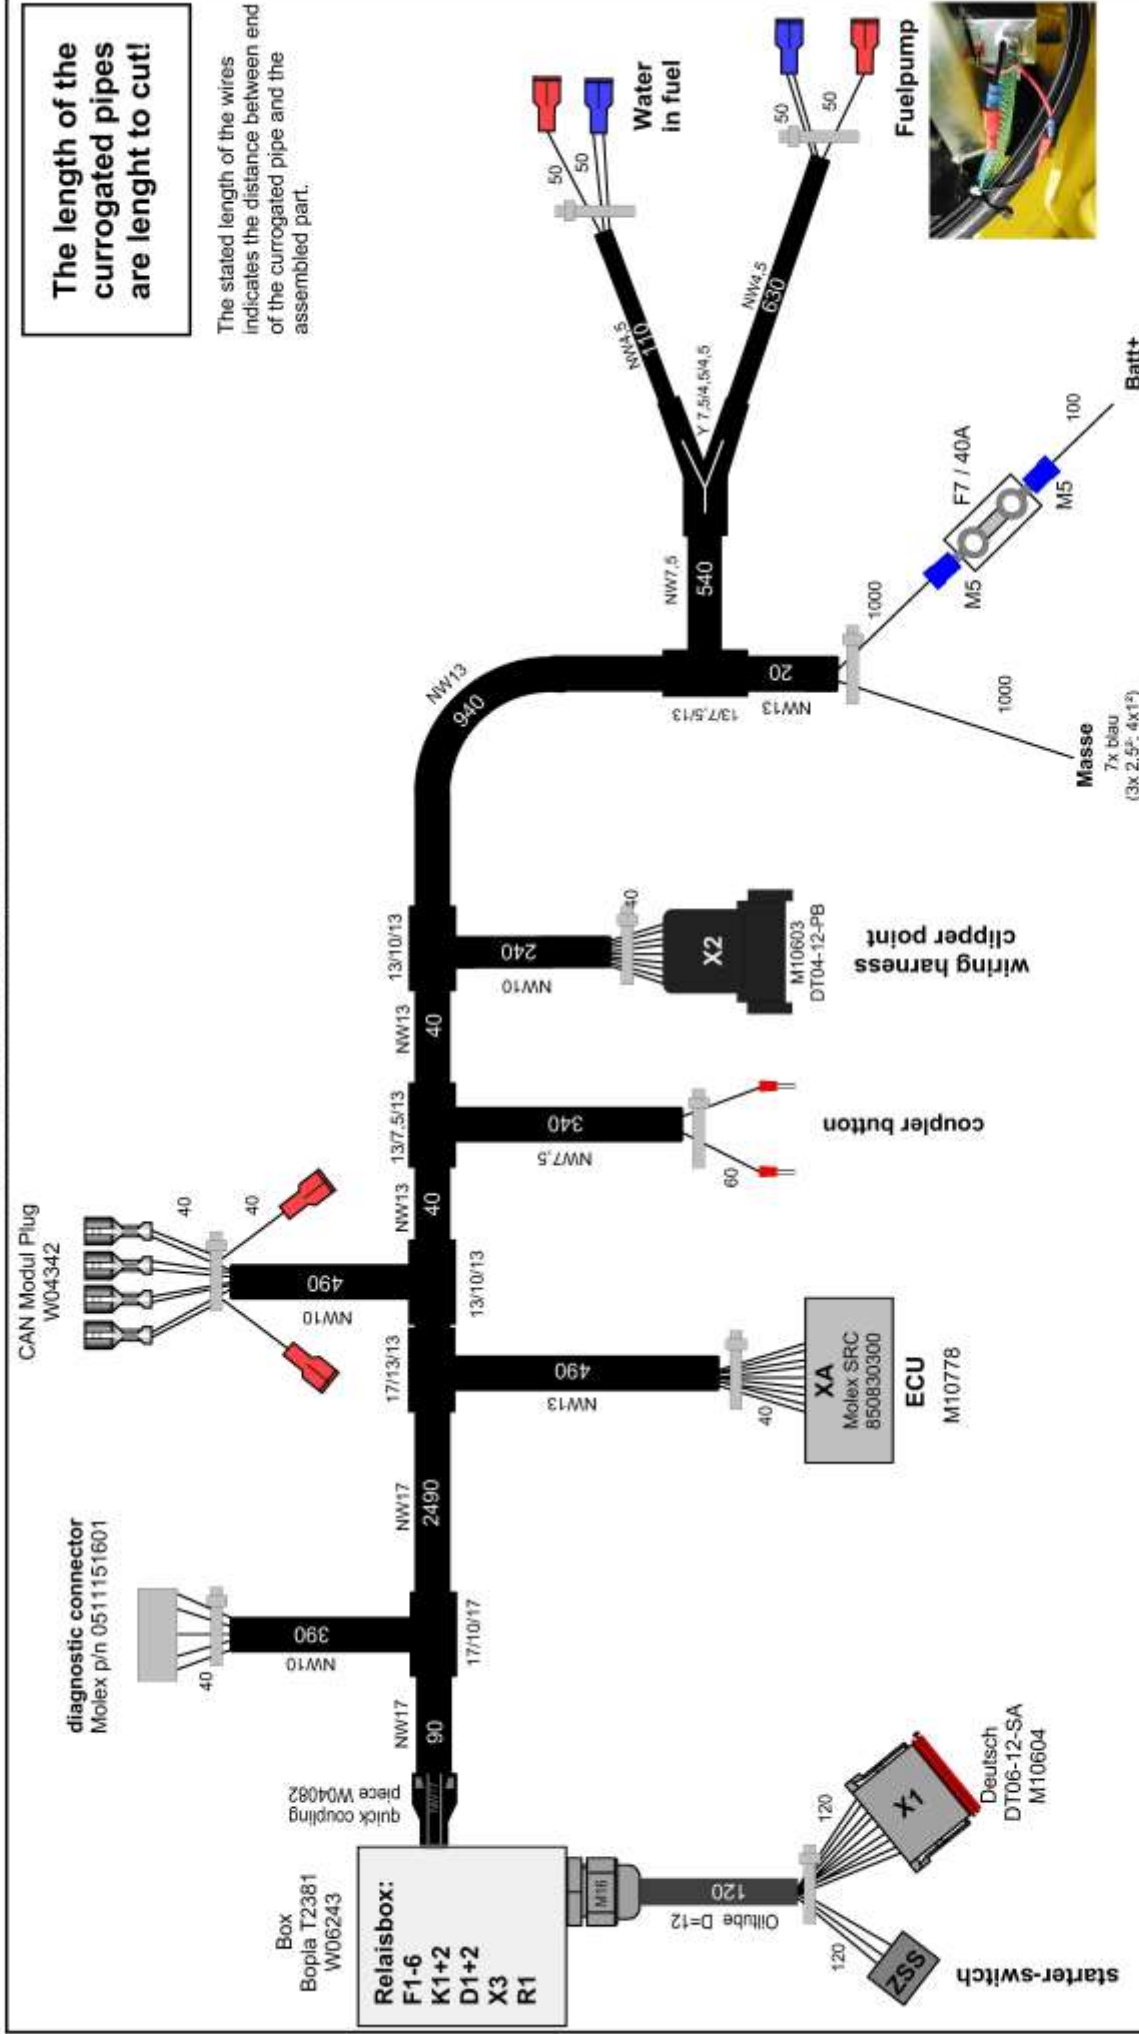 The length of the
currogated pipes
are lenght to cut!
The stated length of the wires
indicates the distance between end
of the currogated pipe and the
assembled part.
CAN Modul Plug
W04342
diagnostic connector
Molex p/n 0511151601
Box
Bopla T2381
W06243
Relaisbox:
F1-6
K1+2
D1+2
X3
R1
quick coupling
piece W04082
NW17
NW17
90
17/10/17
40
NW10
390
NW17
2490
17/13/13
40
40
NW10
490
13/10/13
NW13
490
40
XA
Molex SRC
850830300
ECU
M10778
NW13
40
13/7,5/13
NW7,5
340
60
coupler button
NW13
40
13/10/13
NW10
240
40
X2
M10603
DT04-12-PB
wiring harness
clipper point
NW13
940
13/7,5/13
NW13
20
1000
1000
Masse
7x blau
(3x 2,5²; 4x1²)
M5
F7 / 40A
M5
100
Batt+
NW7,5
540
Y 7,5/4,5/4,5
NW4,5
110
50
50
Water
in fuel
NW4,5
630
50
50
Fuelpump
M16
Oiltube D=12
120
120
120
ZSS
starter-switch
X1
Deutsch
DT06-12-SA
M10604